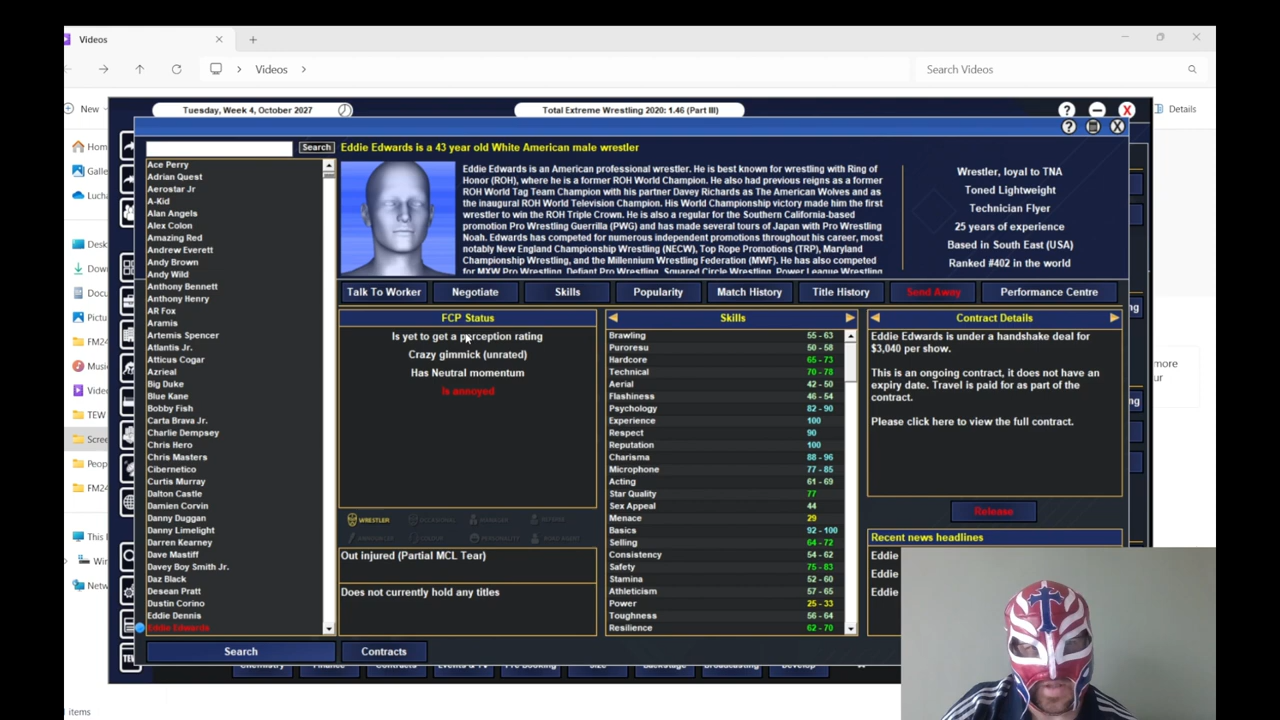 Videos
Videos
Search Videos
New
Details
Tuesday, Week 4, October 2027
Total Extreme Wrestling 2020: 1.46 (Part III)
Search
Eddie Edwards is a 43 year old White American male wrestler
Ace Perry
Adrian Quest
Aerostar Jr
A-Kid
Alan Angels
Alex Colon
Amazing Red
Andrew Everett
Andy Brown
Andy Wild
Anthony Bennett
Anthony Henry
AR Fox
Aramis
Artemis Spencer
Atlantis Jr.
Atticus Cogar
Azrieal
Big Duke
Blue Kane
Bobby Fish
Carta Brava Jr.
Charlie Dempsey
Chris Hero
Chris Masters
Cibernetico
Curtis Murray
Dalton Castle
Damien Corvin
Danny Duggan
Danny Limelight
Darren Kearney
Dave Mastiff
Davey Boy Smith Jr.
Daz Black
Desean Pratt
Dustin Corino
Eddie Dennis
Eddie Edwards
Eddie Edwards is an American professional wrestler. He is best known for wrestling with Ring of
Honor (ROH), where he is a former ROH World Champion. He also had previous reigns as a former
ROH World Tag Team Champion with his partner Davey Richards as The American Wolves and as
the inaugural ROH World Television Champion. His World Championship victory made him the first
wrestler to win the ROH Triple Crown. He is also a regular for the Southern California-based
promotion Pro Wrestling Guerrilla (PWG) and has made several tours of Japan with Pro Wrestling
Noah. Edwards has competed for numerous independent promotions throughout his career, most
notably New England Championship Wrestling (NECW), Top Rope Promotions (TRP), Maryland
Championship Wrestling, and the Millennium Wrestling Federation (MWF). He has also competed
for MXW Pro Wrestling, Defiant Pro Wrestling, Squared Circle Wrestling, Power League Wrestling
Wrestler, loyal to TNA
Toned Lightweight
Technician Flyer
25 years of experience
Based in South East (USA)
Ranked #402 in the world
Talk To Worker
Negotiate
Skills
Popularity
Match History
Title History
Send Away
Performance Centre
FCP Status
Is yet to get a perception rating
Crazy gimmick (unrated)
Has Neutral momentum
Is annoyed
WRESTLER
Out injured (Partial MCL Tear)
Does not currently hold any titles
Skills
Brawling 55 - 63
Puroresu 50 - 58
Hardcore 65 - 73
Technical 70 - 78
Aerial 42 - 50
Flashiness 46 - 54
Psychology 82 - 90
Experience 100
Respect 90
Reputation 100
Charisma 88 - 96
Microphone 77 - 85
Acting 61 - 69
Star Quality 77
Sex Appeal 44
Menace 29
Basics 92 - 100
Selling 64 - 72
Consistency 54 - 62
Safety 75 - 83
Stamina 52 - 60
Athleticism 57 - 65
Power 25 - 33
Toughness 56 - 64
Resilience 62 - 70
Contract Details
Eddie Edwards is under a handshake deal for
$3,040 per show.
This is an ongoing contract, it does not have an
expiry date. Travel is paid for as part of the
contract.
Please click here to view the full contract.
Release
Recent news headlines
Eddie
Eddie
Eddie
Search
Contracts
items